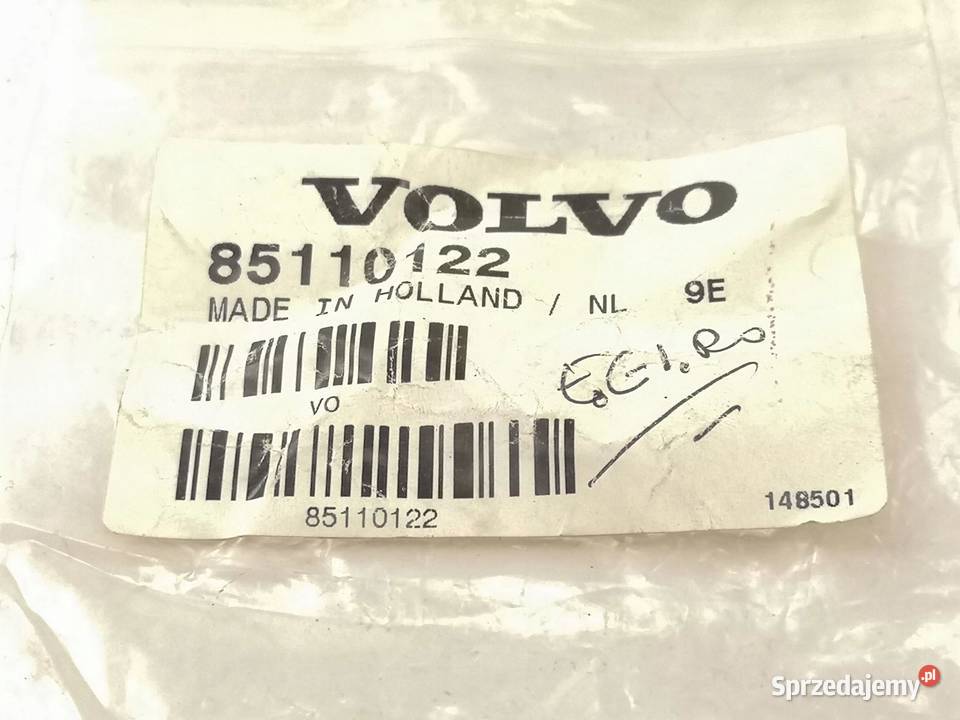 VOLVO
85110122
MADE IN HOLLAND / NL 9E
VO
85110122
148501
Sprzedajemy.pl